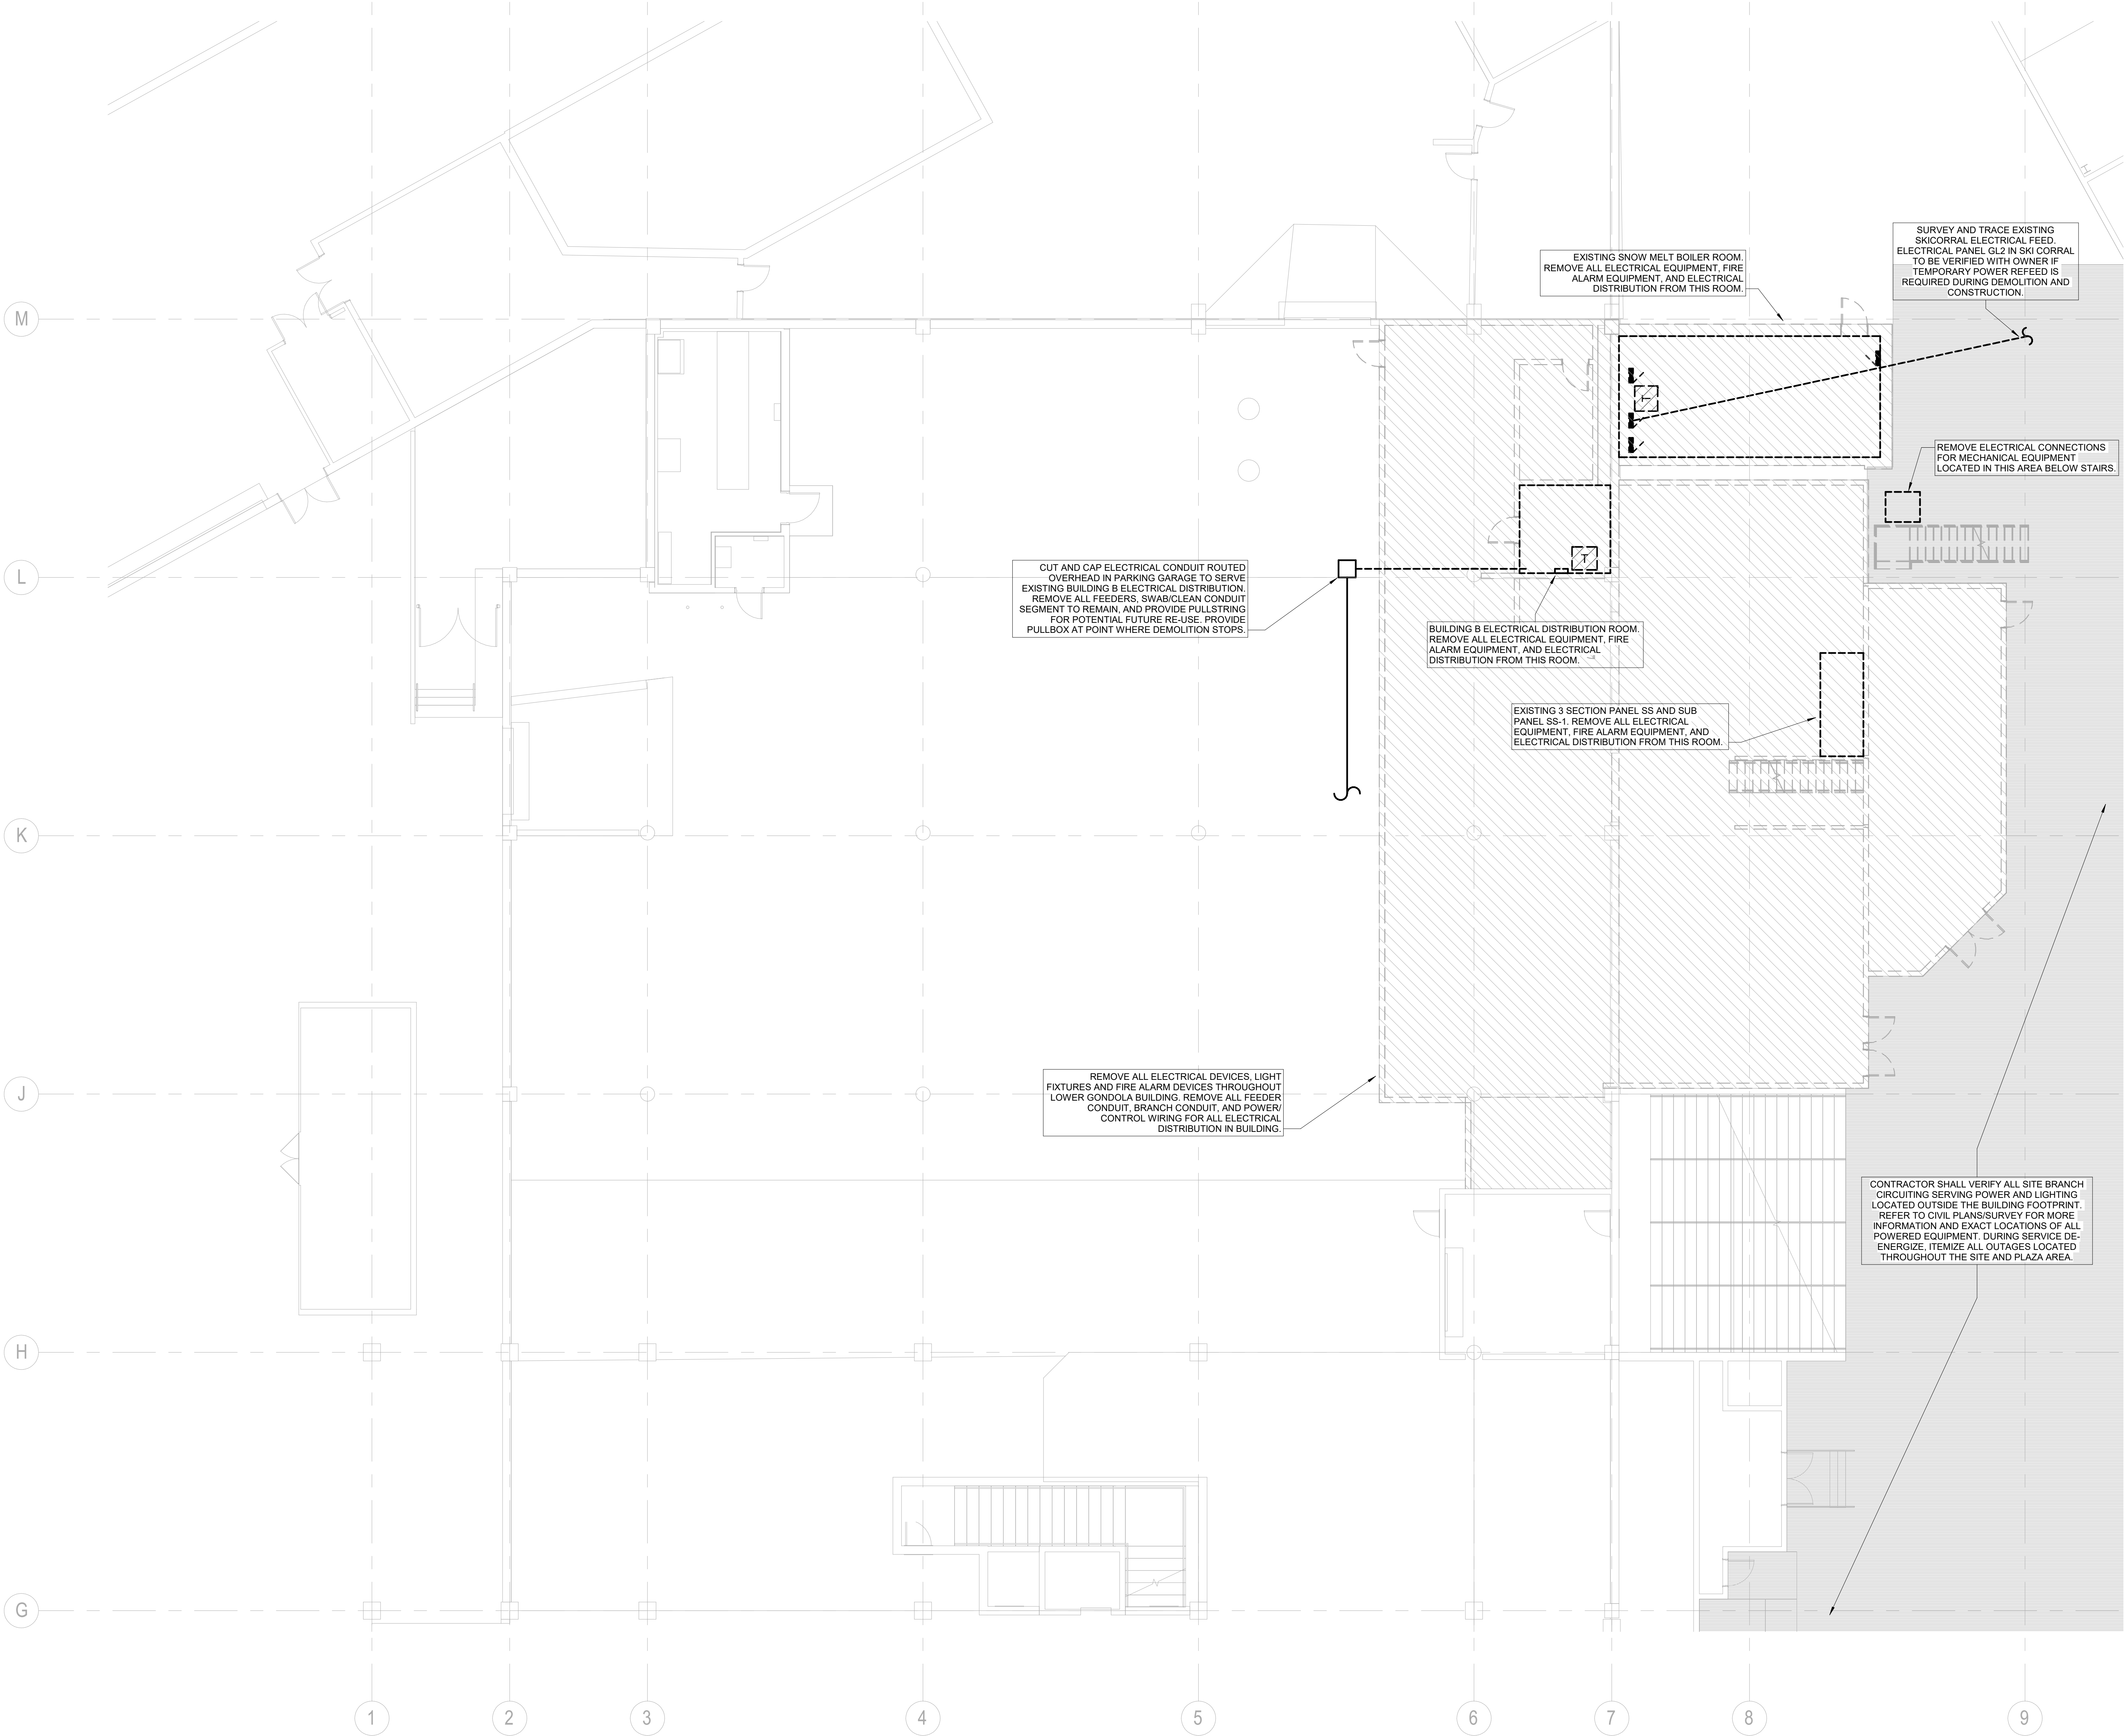 SURVEY AND TRACE EXISTING
SKICORRAL ELECTRICAL FEED.
ELECTRICAL PANEL GL2 IN SKI CORRAL
TO BE VERIFIED WITH OWNER IF
TEMPORARY POWER REFEED IS
REQUIRED DURING DEMOLITION AND
CONSTRUCTION.
EXISTING SNOW MELT BOILER ROOM.
REMOVE ALL ELECTRICAL EQUIPMENT, FIRE
ALARM EQUIPMENT, AND ELECTRICAL
DISTRIBUTION FROM THIS ROOM.
M
T
REMOVE ELECTRICAL CONNECTIONS
FOR MECHANICAL EQUIPMENT
LOCATED IN THIS AREA BELOW STAIRS.
T
L
CUT AND CAP ELECTRICAL CONDUIT ROUTED
OVERHEAD IN PARKING GARAGE TO SERVE
EXISTING BUILDING B ELECTRICAL DISTRIBUTION.
REMOVE ALL FEEDERS, SWAB/CLEAN CONDUIT
SEGMENT TO REMAIN, AND PROVIDE PULLSTRING
FOR POTENTIAL FUTURE RE-USE. PROVIDE
PULLBOX AT POINT WHERE DEMOLITION STOPS.
BUILDING B ELECTRICAL DISTRIBUTION ROOM.
REMOVE ALL ELECTRICAL EQUIPMENT, FIRE
ALARM EQUIPMENT, AND ELECTRICAL
DISTRIBUTION FROM THIS ROOM.
EXISTING 3 SECTION PANEL SS AND SUB
PANEL SS-1. REMOVE ALL ELECTRICAL
EQUIPMENT, FIRE ALARM EQUIPMENT, AND
ELECTRICAL DISTRIBUTION FROM THIS ROOM.
K
REMOVE ALL ELECTRICAL DEVICES, LIGHT
FIXTURES AND FIRE ALARM DEVICES THROUGHOUT
LOWER GONDOLA BUILDING. REMOVE ALL FEEDER
CONDUIT, BRANCH CONDUIT, AND POWER/
CONTROL WIRING FOR ALL ELECTRICAL
DISTRIBUTION IN BUILDING.
J
CONTRACTOR SHALL VERIFY ALL SITE BRANCH
CIRCUITING SERVING POWER AND LIGHTING
LOCATED OUTSIDE THE BUILDING FOOTPRINT.
REFER TO CIVIL PLANS/SURVEY FOR MORE
INFORMATION AND EXACT LOCATIONS OF ALL
POWERED EQUIPMENT. DURING SERVICE DE-
ENERGIZE, ITEMIZE ALL OUTAGES LOCATED
THROUGHOUT THE SITE AND PLAZA AREA.
H
G
1 2 3 4 5 6 7 8 9